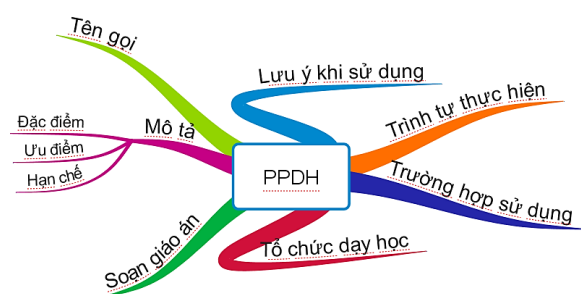 Tên gọi
Lưu ý khi sử dụng
Trình tự thực hiện
Đặc điểm
Mô tả
Ưu điểm
Hạn chế
PPDH
Trường hợp sử dụng
Soạn giáo án
Tổ chức dạy học